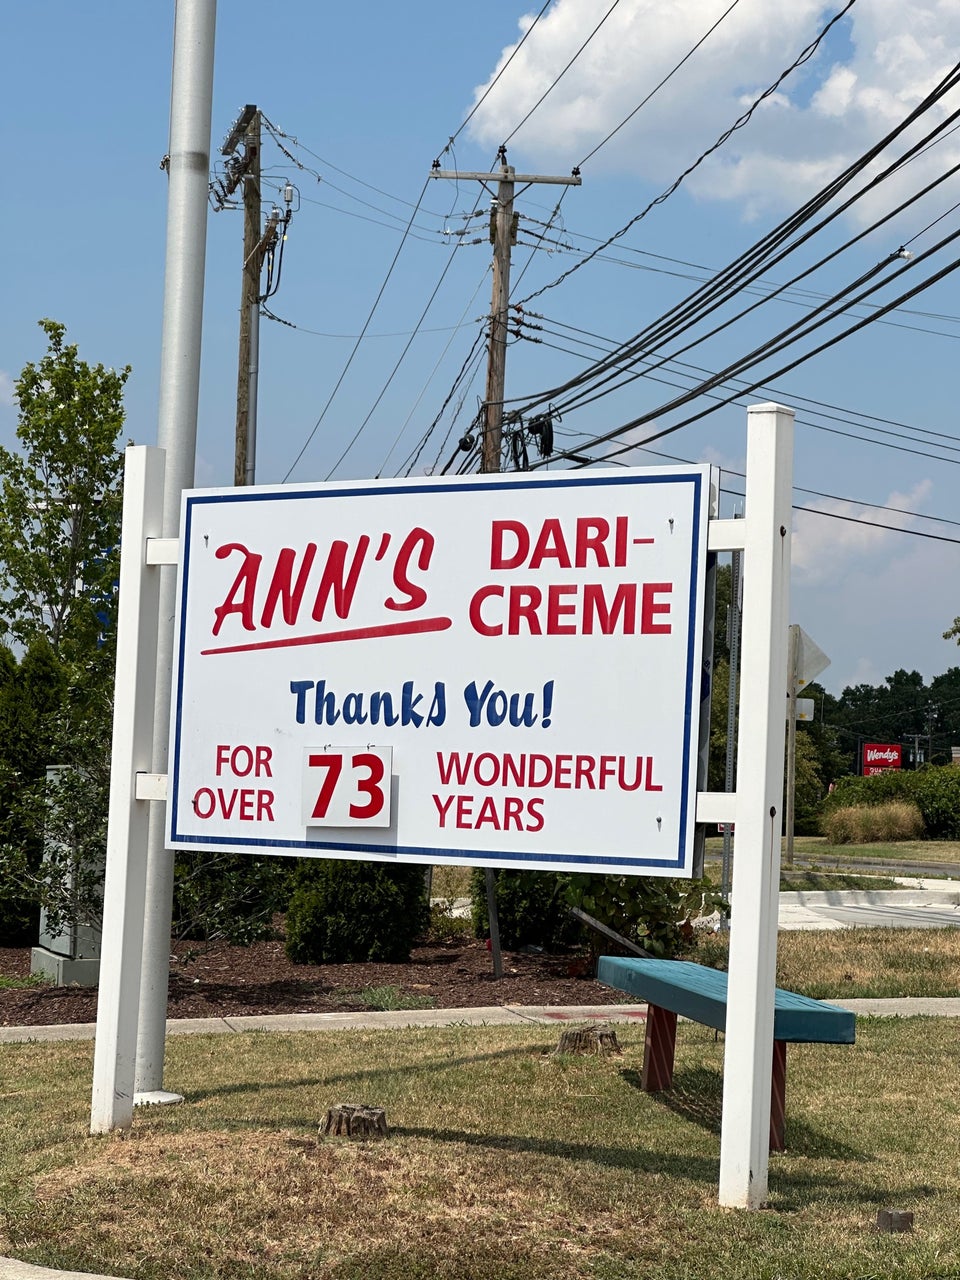 ANN'S DARI-
CREME
Thanks You!
FOR OVER 73 WONDERFUL YEARS
Wendy's